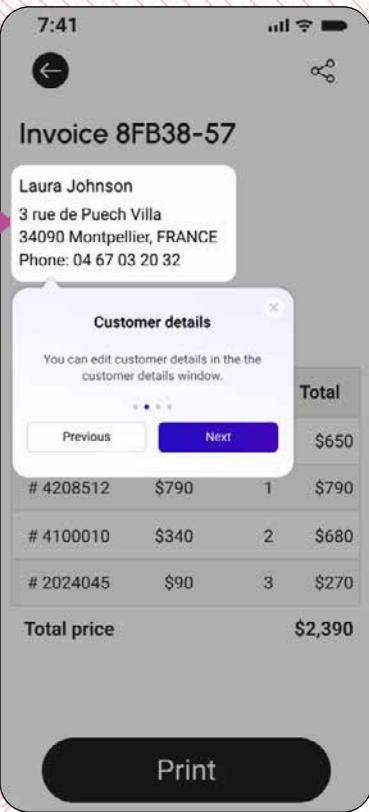 7:41
Invoice 8FB38-57
Laura Johnson
3 rue de Puech Villa
34090 Montpellier, FRANCE
Phone: 04 67 03 20 32
Customer details
You can edit customer details in the the
customer details window.
Previous Next
Total
$650
# 4208512 $790 1 $790
# 4100010 $340 2 $680
# 2024045 $90 3 $270
Total price $2,390
Print